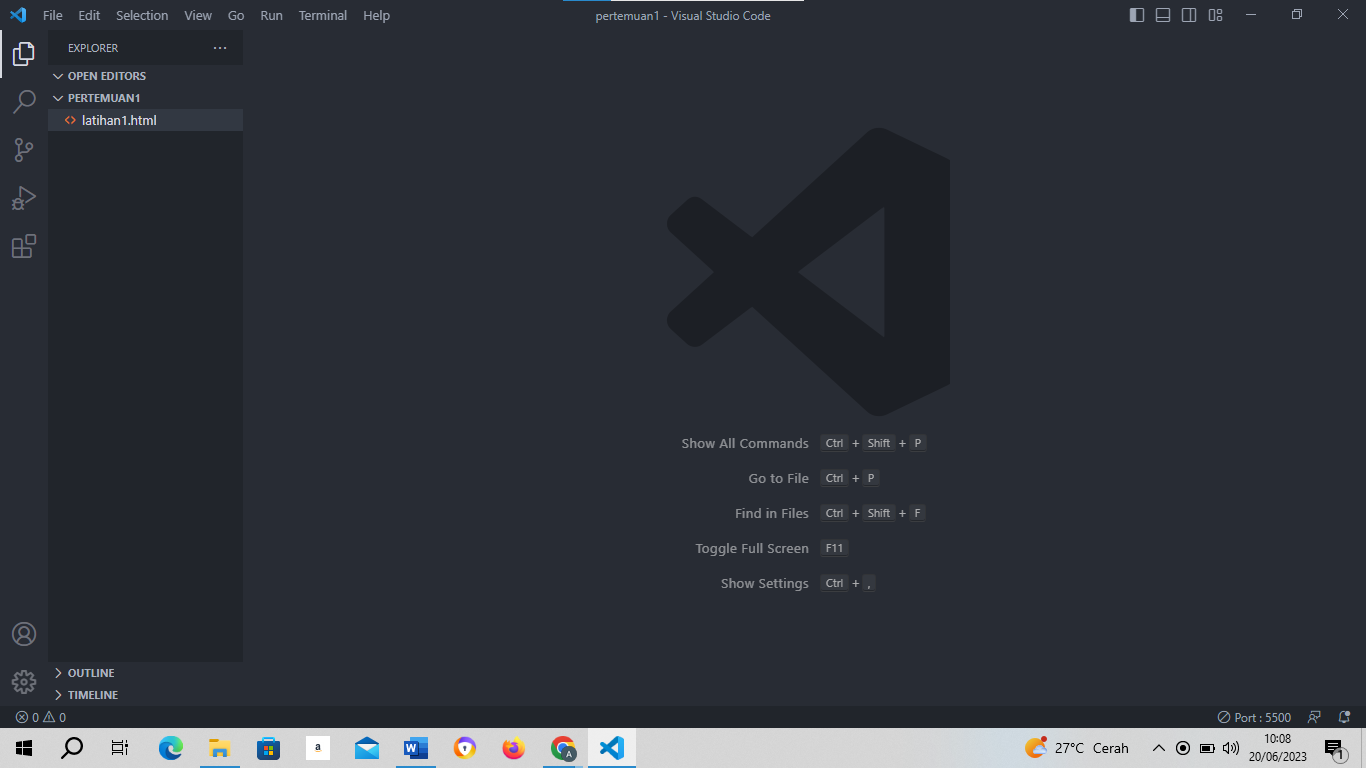 File Edit Selection View Go Run Terminal Help
pertemuan1 - Visual Studio Code
EXPLORER
OPEN EDITORS
PERTEMUAN1
<> latihan1.html
Show All Commands Ctrl + Shift + P
Go to File Ctrl + P
Find in Files Ctrl + Shift + F
Toggle Full Screen F11
Show Settings Ctrl + ,
OUTLINE
TIMELINE
0 0
Port : 5500
a
W
A
27°C Cerah
10:08
20/06/2023
1